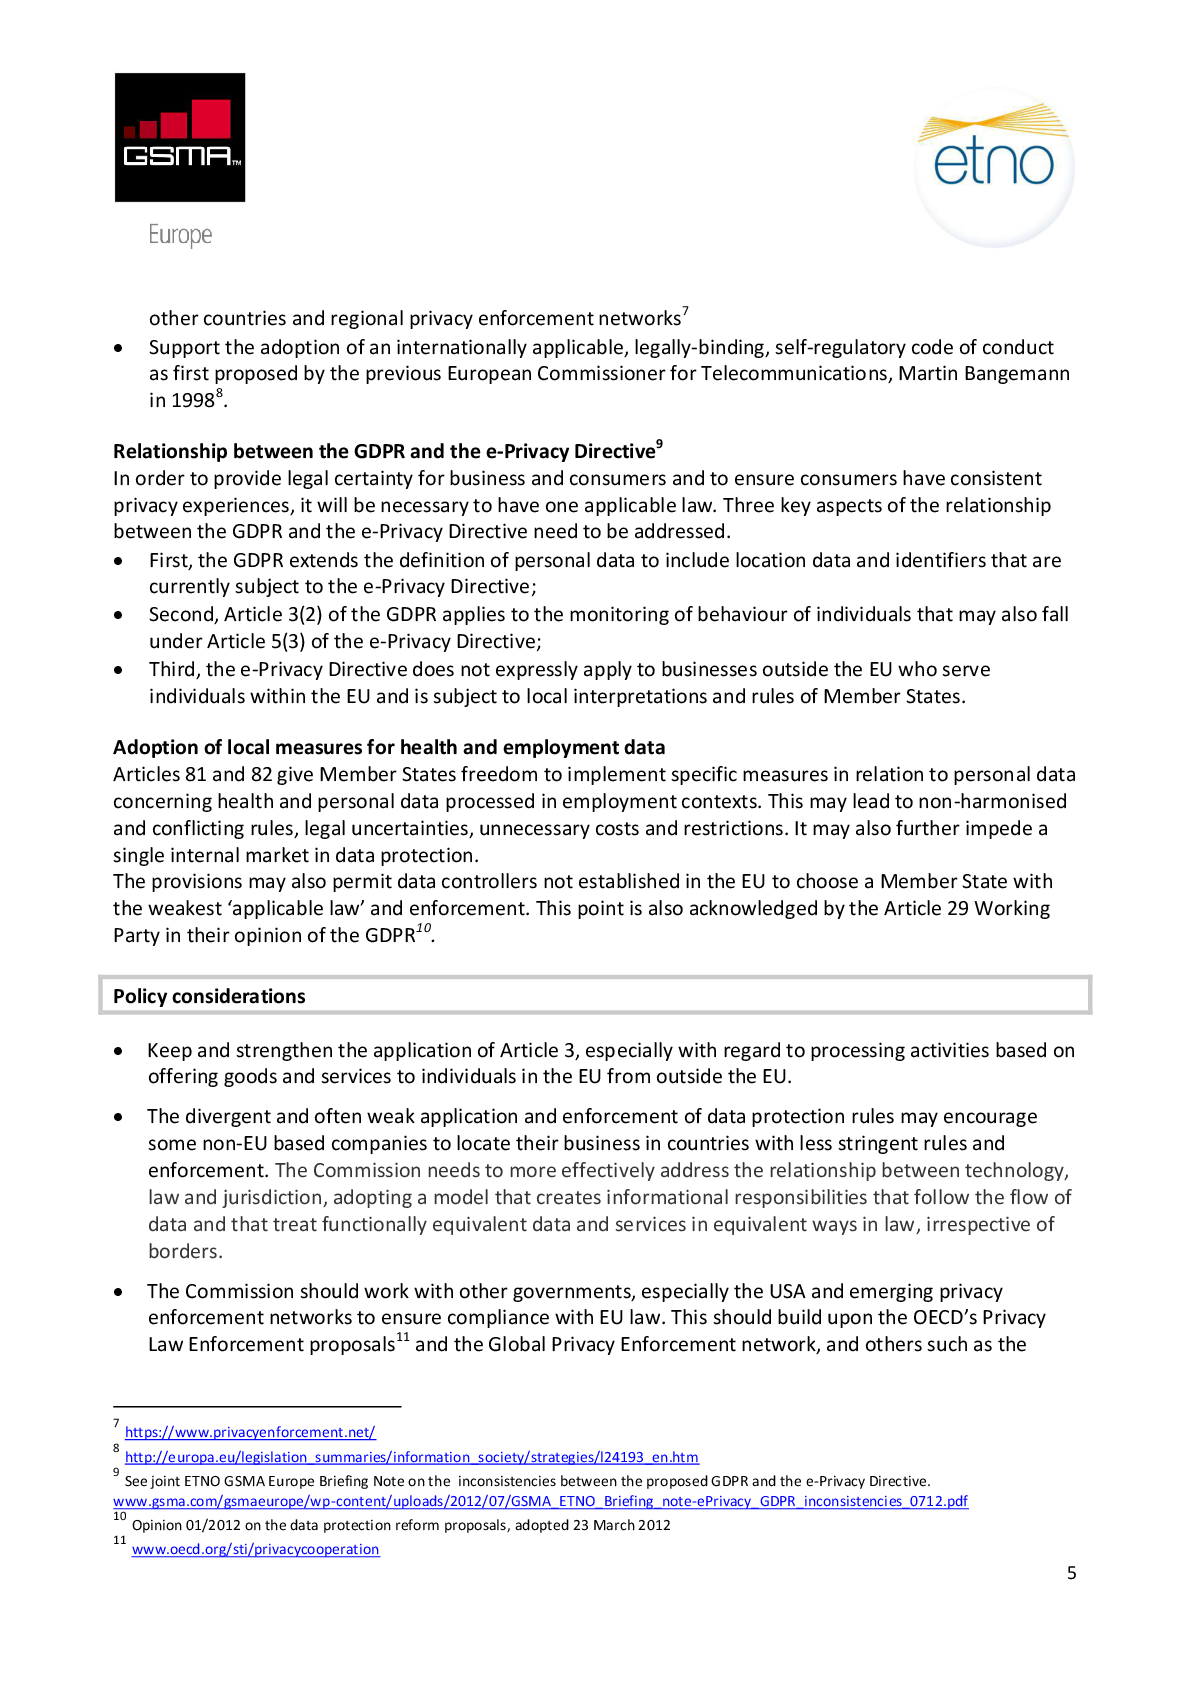 GSMA™
etno
Europe
other countries and regional privacy enforcement networks7
• Support the adoption of an internationally applicable, legally-binding, self-regulatory code of conduct
as first proposed by the previous European Commissioner for Telecommunications, Martin Bangemann
in 19988.
Relationship between the GDPR and the e-Privacy Directive9
In order to provide legal certainty for business and consumers and to ensure consumers have consistent
privacy experiences, it will be necessary to have one applicable law. Three key aspects of the relationship
between the GDPR and the e-Privacy Directive need to be addressed.
• First, the GDPR extends the definition of personal data to include location data and identifiers that are
currently subject to the e-Privacy Directive;
• Second, Article 3(2) of the GDPR applies to the monitoring of behaviour of individuals that may also fall
under Article 5(3) of the e-Privacy Directive;
• Third, the e-Privacy Directive does not expressly apply to businesses outside the EU who serve
individuals within the EU and is subject to local interpretations and rules of Member States.
Adoption of local measures for health and employment data
Articles 81 and 82 give Member States freedom to implement specific measures in relation to personal data
concerning health and personal data processed in employment contexts. This may lead to non-harmonised
and conflicting rules, legal uncertainties, unnecessary costs and restrictions. It may also further impede a
single internal market in data protection.
The provisions may also permit data controllers not established in the EU to choose a Member State with
the weakest ‘applicable law’ and enforcement. This point is also acknowledged by the Article 29 Working
Party in their opinion of the GDPR10.
Policy considerations
• Keep and strengthen the application of Article 3, especially with regard to processing activities based on
offering goods and services to individuals in the EU from outside the EU.
• The divergent and often weak application and enforcement of data protection rules may encourage
some non-EU based companies to locate their business in countries with less stringent rules and
enforcement. The Commission needs to more effectively address the relationship between technology,
law and jurisdiction, adopting a model that creates informational responsibilities that follow the flow of
data and that treat functionally equivalent data and services in equivalent ways in law, irrespective of
borders.
• The Commission should work with other governments, especially the USA and emerging privacy
enforcement networks to ensure compliance with EU law. This should build upon the OECD’s Privacy
Law Enforcement proposals11 and the Global Privacy Enforcement network, and others such as the
7 https://www.privacyenforcement.net/
8 http://europa.eu/legislation_summaries/information_society/strategies/l24193_en.htm
9 See joint ETNO GSMA Europe Briefing Note on the inconsistencies between the proposed GDPR and the e-Privacy Directive.
www.gsma.com/gsmaeurope/wp-content/uploads/2012/07/GSMA_ETNO_Briefing_note-ePrivacy_GDPR_inconsistencies_0712.pdf
10 Opinion 01/2012 on the data protection reform proposals, adopted 23 March 2012
11 www.oecd.org/sti/privacycooperation
5